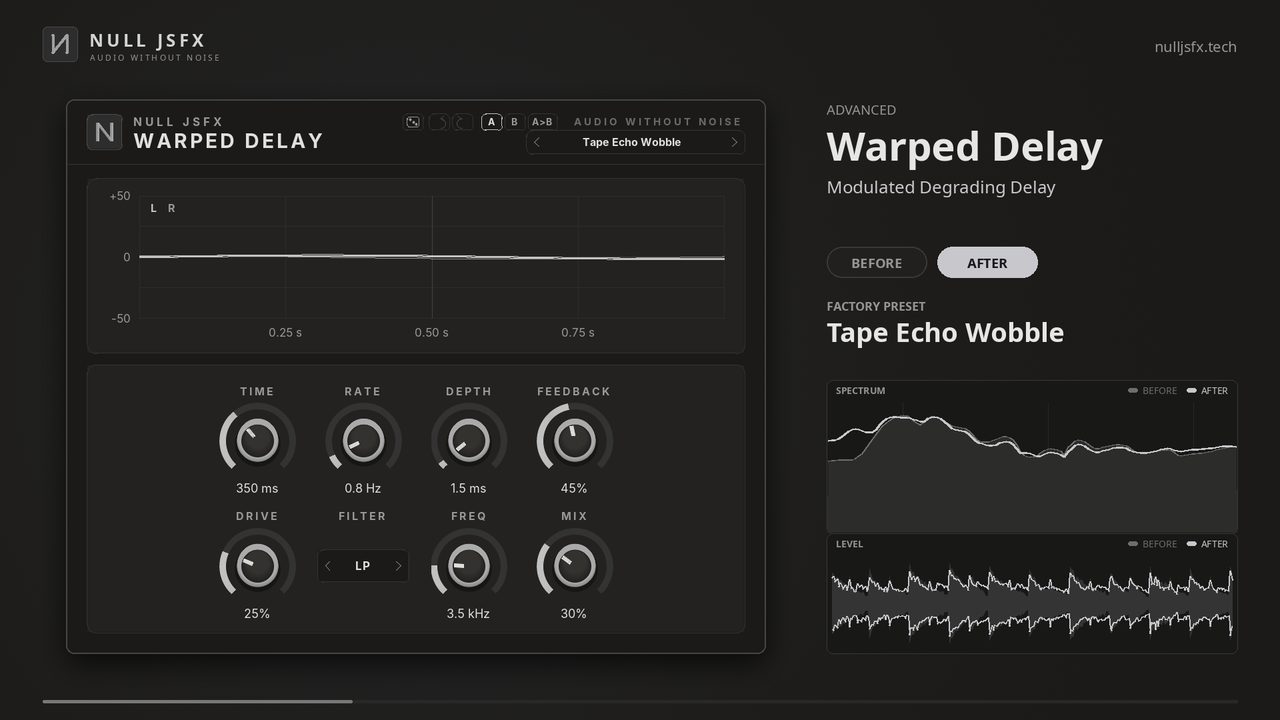 NULL JSFX
AUDIO WITHOUT NOISE
nulljsfx.tech
N
NULL JSFX
WARPED DELAY
A B A>B
AUDIO WITHOUT NOISE
Tape Echo Wobble
+50
0
-50
L R
0.25 s 0.50 s 0.75 s
TIME RATE DEPTH FEEDBACK
350 ms 0.8 Hz 1.5 ms 45%
DRIVE FILTER FREQ MIX
LP
25% 3.5 kHz 30%
ADVANCED
Warped Delay
Modulated Degrading Delay
BEFORE AFTER
FACTORY PRESET
Tape Echo Wobble
SPECTRUM BEFORE AFTER
LEVEL BEFORE AFTER